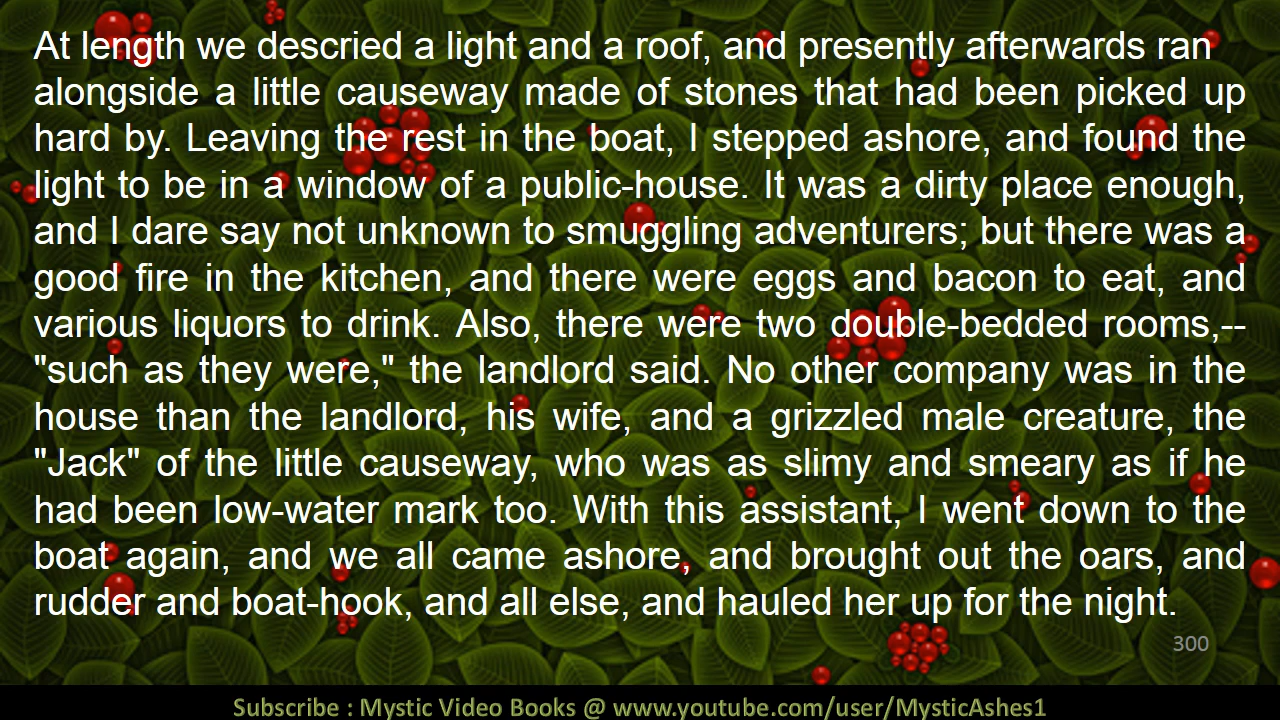 At length we descried a light and a roof, and presently afterwards ran
alongside a little causeway made of stones that had been picked up
hard by. Leaving the rest in the boat, I stepped ashore, and found the
light to be in a window of a public-house. It was a dirty place enough,
and I dare say not unknown to smuggling adventurers; but there was a
good fire in the kitchen, and there were eggs and bacon to eat, and
various liquors to drink. Also, there were two double-bedded rooms,--
"such as they were," the landlord said. No other company was in the
house than the landlord, his wife, and a grizzled male creature, the
"Jack" of the little causeway, who was as slimy and smeary as if he
had been low-water mark too. With this assistant, I went down to the
boat again, and we all came ashore, and brought out the oars, and
rudder and boat-hook, and all else, and hauled her up for the night.
300
Subscribe : Mystic Video Books @ www.youtube.com/user/MysticAshes1